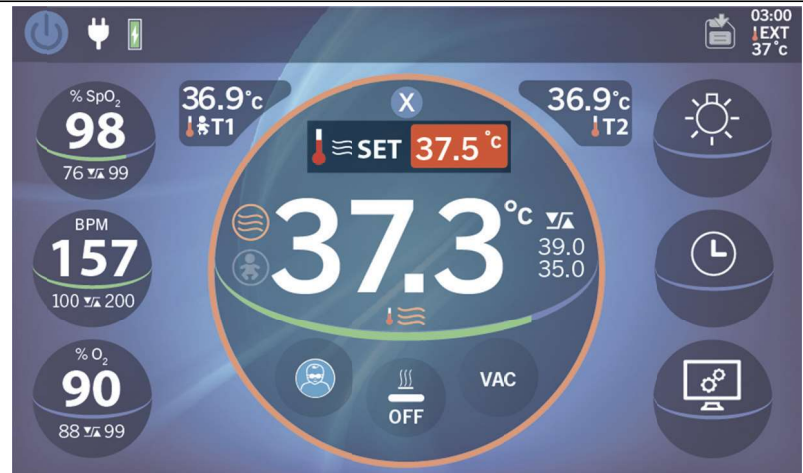 03:00
EXT
37°c
% SpO₂
98
76 99
36.9°c
T1
X
36.9°c
T2
SET 37.5°c
BPM
157
100 200
37.3°c
39.0
35.0
% O₂
90
88 99
OFF
VAC